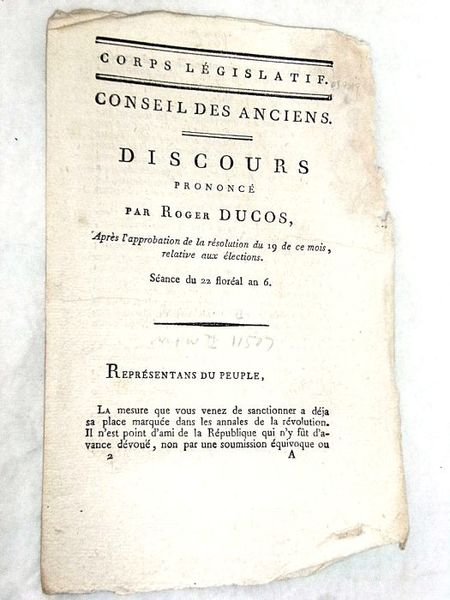 CORPS LÉGISLATIF.
CONSEIL DES ANCIENS.
DISCOURS
PRONONCÉ
PAR ROGER DUCOS,
Après l'approbation de la résolution du 19 de ce mois,
relative aux élections.
Séance du 22 floréal an 6.
REPRÉSENTANS DU PEUPLE,
LA mesure que vous venez de sanctionner a déja
sa place marquée dans les annales de la révolution.
Il n'est point d'ami de la République qui n'y fût d'a-
vance dévoué, non par une soumission équivoque ou
2 A